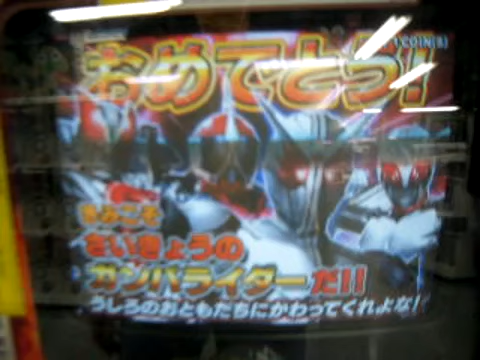 1 COIN(S)
おめでとう!
きみこそ
さいきょうの
ガンバライダーだ!!
うしろのおともだちにかわってくれよな!